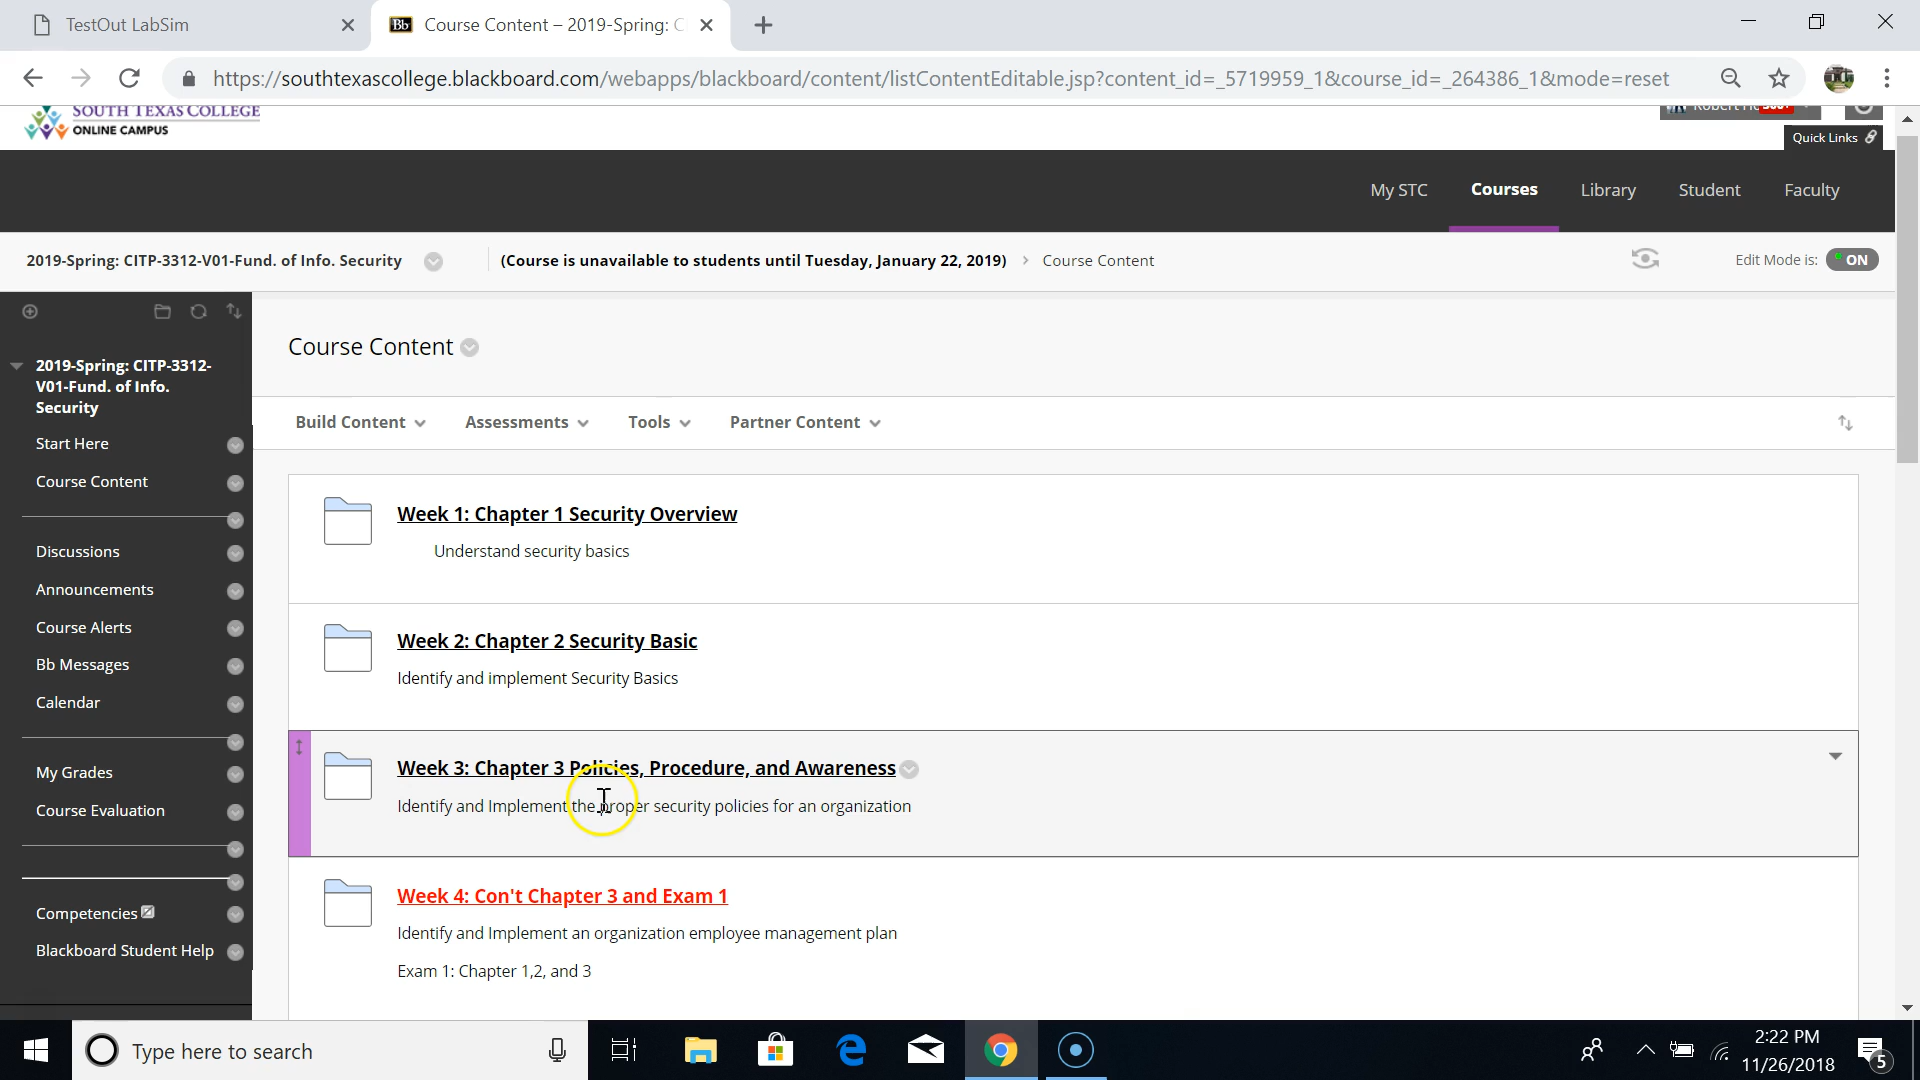 TestOut LabSim
Bb Course Content – 2019-Spring: C
https://southtexascollege.blackboard.com/webapps/blackboard/content/listContentEditable.jsp?content_id=_5719959_1&course_id=_264386_1&mode=reset
SOUTH TEXAS COLLEGE
ONLINE CAMPUS
Quick Links
My STC
Courses
Library
Student
Faculty
2019-Spring: CITP-3312-V01-Fund. of Info. Security
(Course is unavailable to students until Tuesday, January 22, 2019)
Course Content
Edit Mode is:
ON
2019-Spring: CITP-3312-
V01-Fund. of Info.
Security
Start Here
Course Content
Discussions
Announcements
Course Alerts
Bb Messages
Calendar
My Grades
Course Evaluation
Competencies
Blackboard Student Help
Course Content
Build Content
Assessments
Tools
Partner Content
Week 1: Chapter 1 Security Overview
Understand security basics
Week 2: Chapter 2 Security Basic
Identify and implement Security Basics
Week 3: Chapter 3 Policies, Procedure, and Awareness
Identify and Implement the proper security policies for an organization
Week 4: Con't Chapter 3 and Exam 1
Identify and Implement an organization employee management plan
Exam 1: Chapter 1,2, and 3
Type here to search
2:22 PM
11/26/2018
5